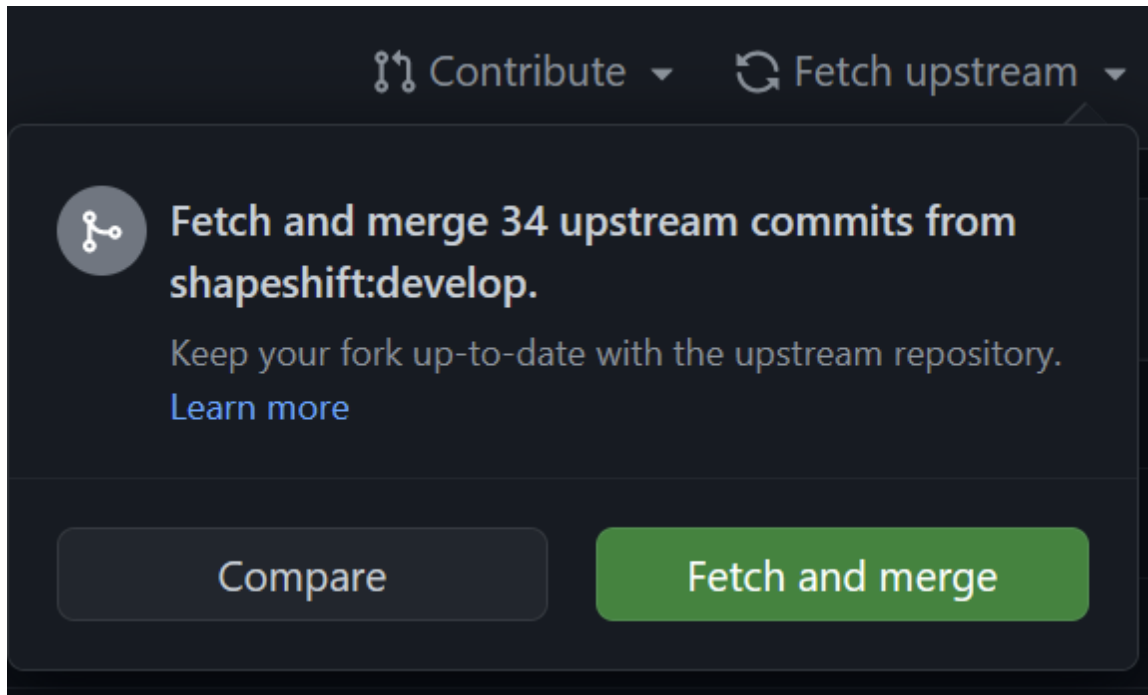 Contribute Fetch upstream
Fetch and merge 34 upstream commits from
shapeshift:develop.
Keep your fork up-to-date with the upstream repository.
Learn more
Compare Fetch and merge